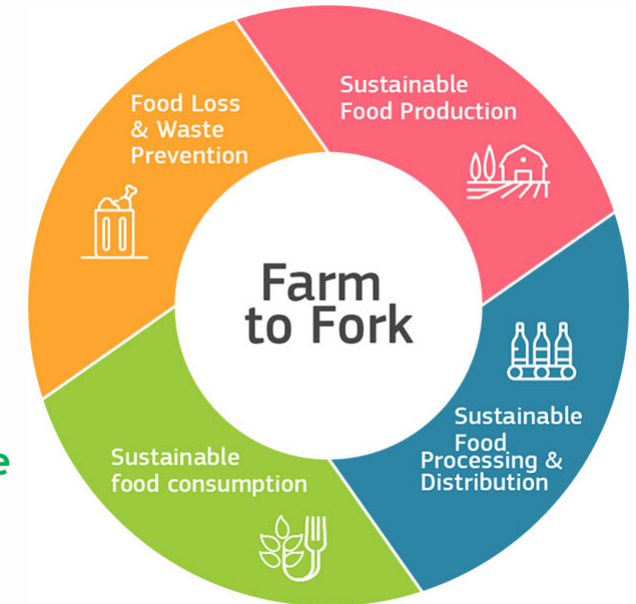 Farm
to Fork
Sustainable
Food Production
Sustainable
Food
Processing &
Distribution
Sustainable
food consumption
Food Loss
& Waste
Prevention
e